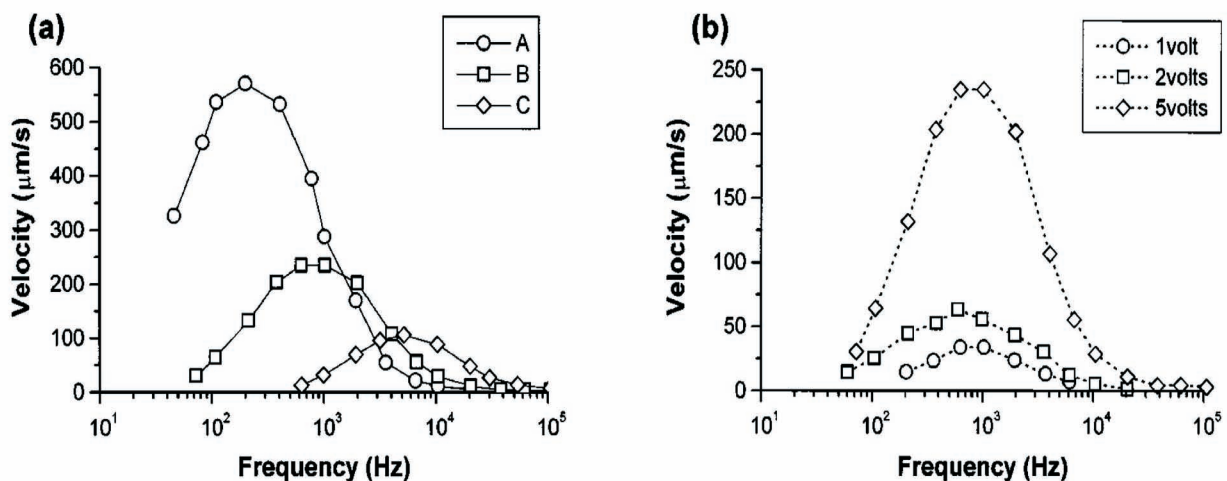 (a)
A
B
C
600
500
400
300
200
100
0
Velocity (μm/s)
10¹ 10² 10³ 10⁴ 10⁵
Frequency (Hz)
(b)
1volt
2volts
5volts
250
200
150
100
50
0
Velocity (μm/s)
10¹ 10² 10³ 10⁴ 10⁵
Frequency (Hz)